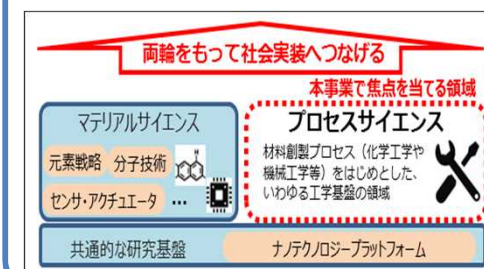 両輪をもって社会実装へつなげる
本事業で焦点を当てる領域
マテリアルサイエンス
元素戦略 分子技術
センサ・アクチュエータ …
プロセスサイエンス
材料創製プロセス（化学工学や
機械工学等）をはじめとした、
いわゆる工学基盤の領域
共通的な研究基盤
ナノテクノロジープラットフォーム